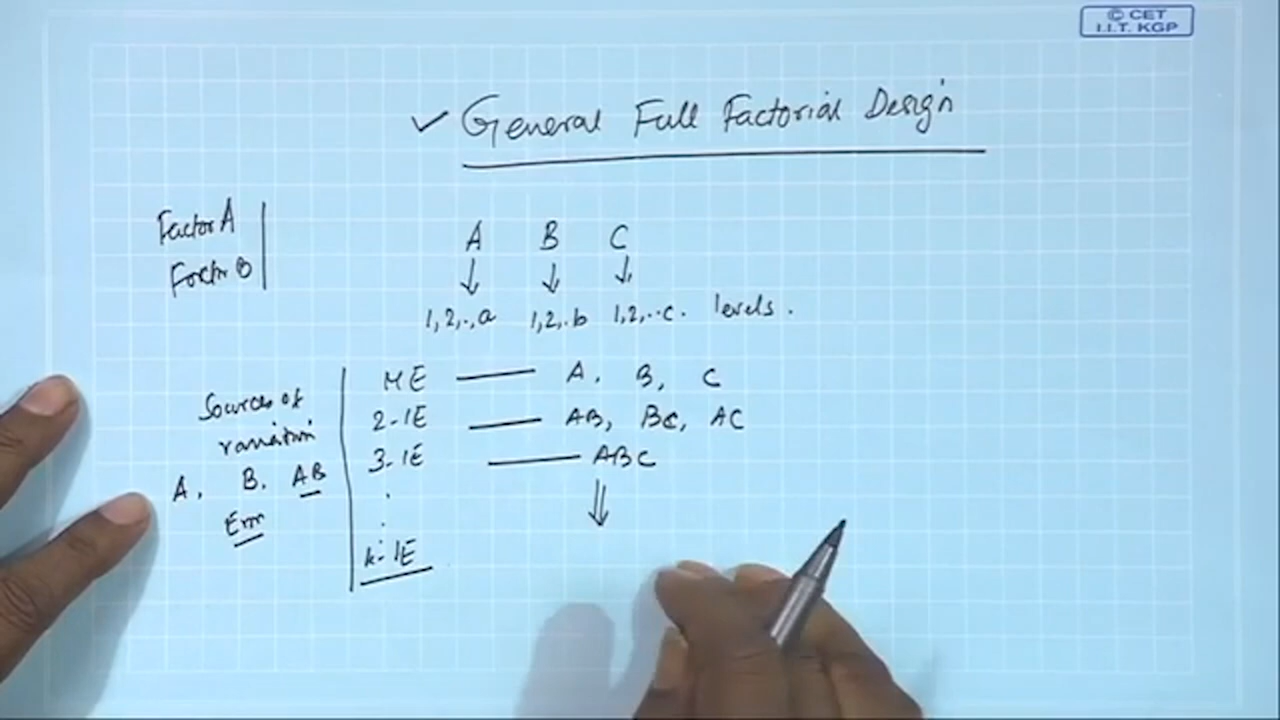 © CET
I.I.T. KGP
✓ General Full Factorial Design
Factor A
Factor B
A B C
↓ ↓ ↓
1,2,..,a 1,2,..b 1,2,..c. levels.
Sources of
variation
A, B, AB
Error
ME — A, B, C
2-IE — AB, BC, AC
3-IE — ABC
⇓
k-IE